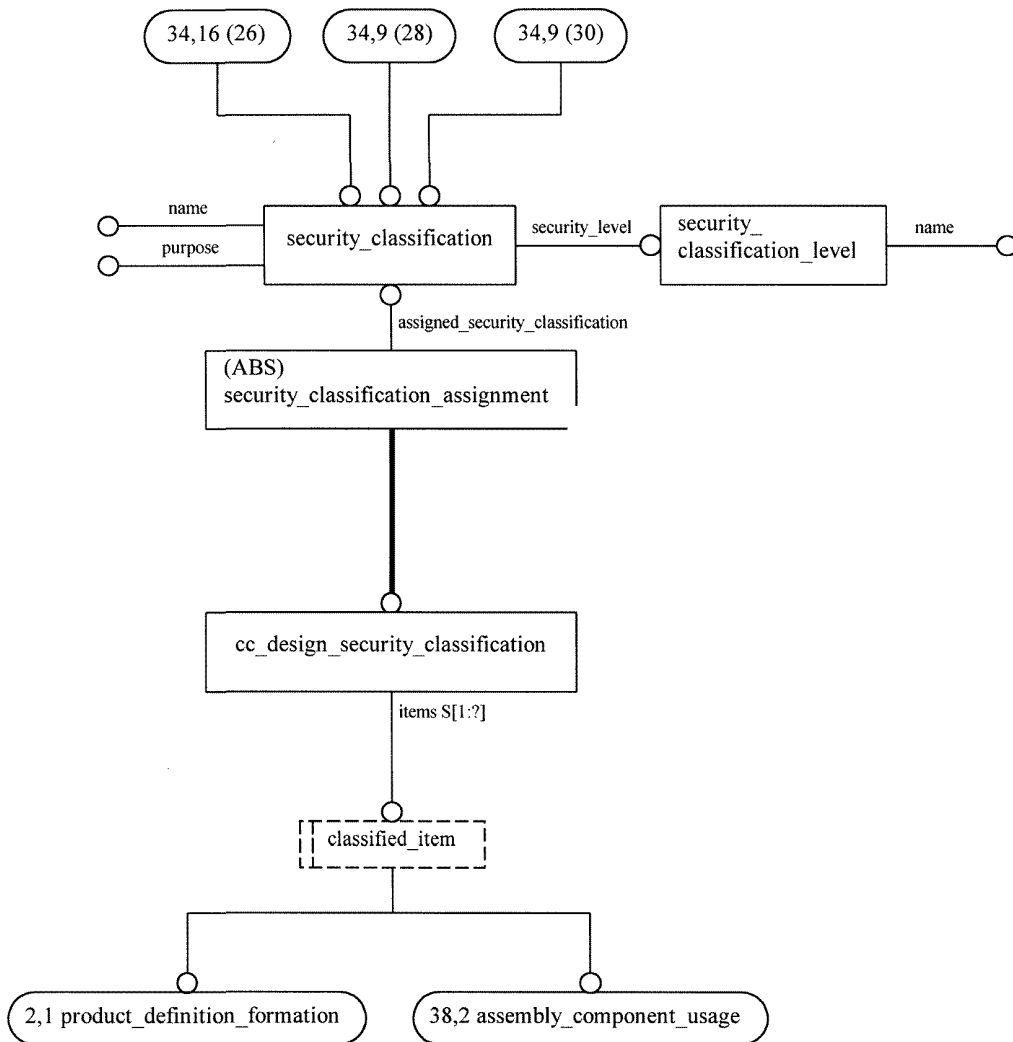 34,16 (26)
34,9 (28)
34,9 (30)
name
purpose
security_classification
security_level
security_
classification_level
name
assigned_security_classification
(ABS)
security_classification_assignment
cc_design_security_classification
items S[1:?]
classified_item
2,1 product_definition_formation
38,2 assembly_component_usage